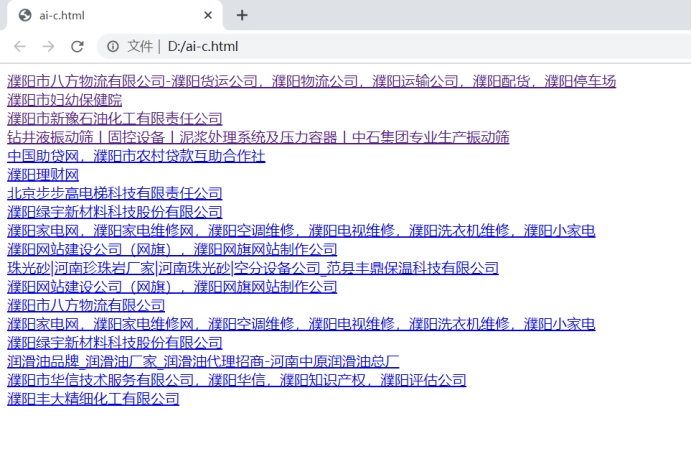 ai-c.html
文件 | D:/ai-c.html
濮阳市八方物流有限公司-濮阳货运公司，濮阳物流公司，濮阳运输公司，濮阳配货，濮阳停车场
濮阳市妇幼保健院
濮阳市新豫石油化工有限责任公司
钻井液振动筛丨固控设备丨泥浆处理系统及压力容器丨中石集团专业生产振动筛
中国助贷网，濮阳市农村贷款互助合作社
濮阳理财网
北京步步高电梯科技有限责任公司
濮阳绿宇新材料科技股份有限公司
濮阳家电网，濮阳家电维修网，濮阳空调维修，濮阳电视维修，濮阳洗衣机维修，濮阳小家电
濮阳网站建设公司（网旗），濮阳网旗网站制作公司
珠光砂|河南珍珠岩厂家|河南珠光砂|空分设备公司_范县丰鼎保温科技有限公司
濮阳网站建设公司（网旗），濮阳网旗网站制作公司
濮阳市八方物流有限公司
濮阳家电网，濮阳家电维修网，濮阳空调维修，濮阳电视维修，濮阳洗衣机维修，濮阳小家电
濮阳绿宇新材料科技股份有限公司
润滑油品牌_润滑油厂家_润滑油代理招商-河南中原润滑油总厂
濮阳市华信技术服务有限公司，濮阳华信，濮阳知识产权，濮阳评估公司
濮阳丰大精细化工有限公司